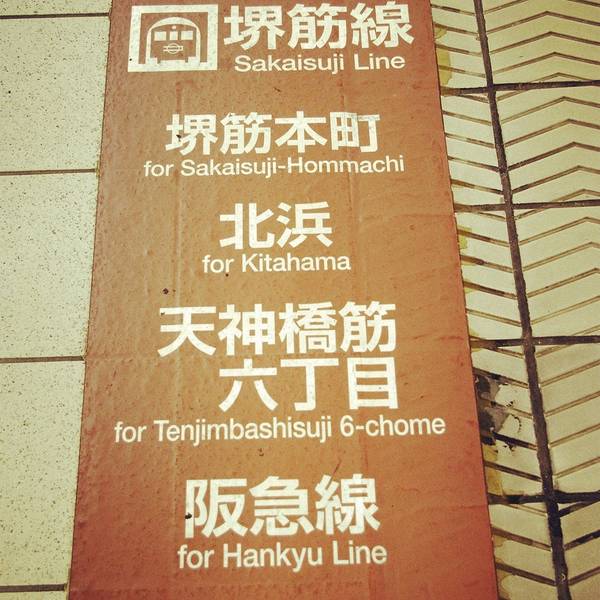 堺筋線
Sakaisuji Line
堺筋本町
for Sakaisuji-Hommachi
北浜
for Kitahama
天神橋筋
六丁目
for Tenjimbashisuji 6-chome
阪急線
for Hankyu Line